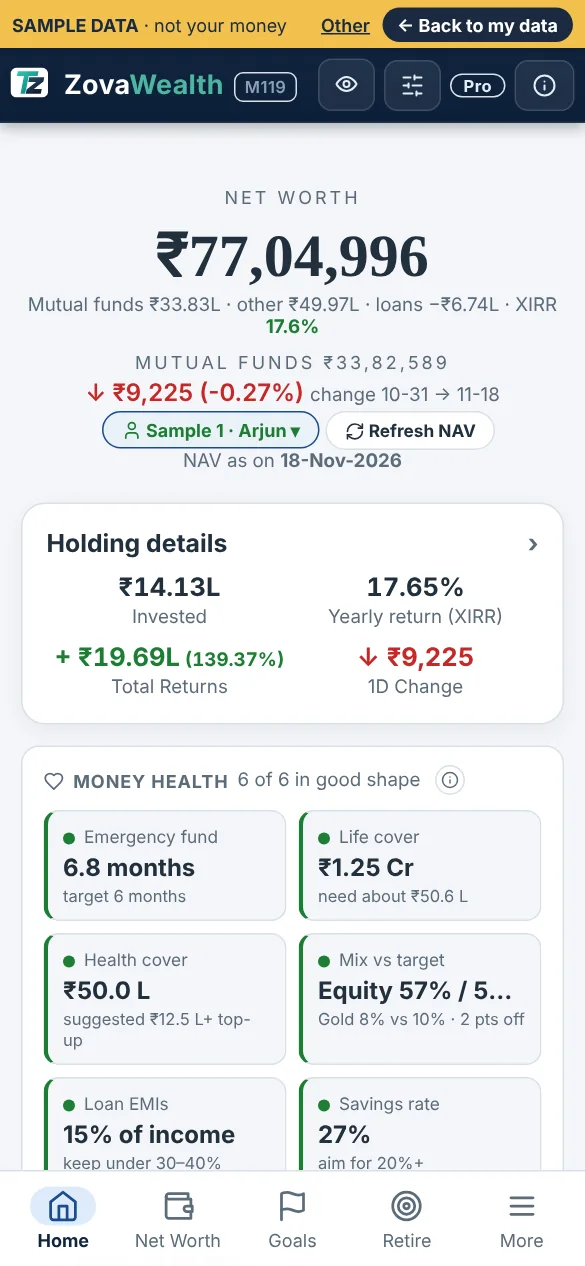 SAMPLE DATA · not your money Other ← Back to my data
Tz ZovaWealth M119 Pro
NET WORTH
₹77,04,996
Mutual funds ₹33.83L · other ₹49.97L · loans −₹6.74L · XIRR
17.6%
MUTUAL FUNDS ₹33,82,589
↓ ₹9,225 (-0.27%) change 10-31 → 11-18
Sample 1 · Arjun ▾ Refresh NAV
NAV as on 18-Nov-2026
Holding details ›
₹14.13L 17.65%
Invested Yearly return (XIRR)
+ ₹19.69L (139.37%) ↓ ₹9,225
Total Returns 1D Change
MONEY HEALTH 6 of 6 in good shape
Emergency fund Life cover
6.8 months ₹1.25 Cr
target 6 months need about ₹50.6 L
Health cover Mix vs target
₹50.0 L Equity 57% / 5...
suggested ₹12.5 L+ top-up Gold 8% vs 10% · 2 pts off
Loan EMIs Savings rate
15% of income 27%
keep under 30–40% aim for 20%+
Home Net Worth Goals Retire More